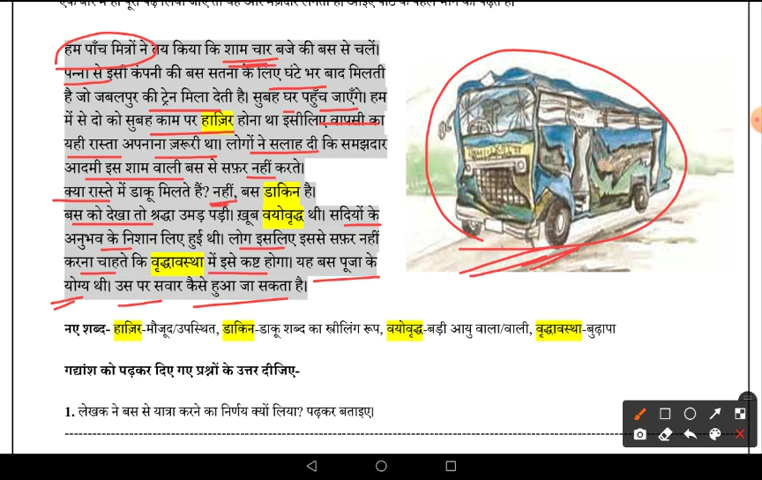 हम पाँच मित्रों ने तय किया कि शाम चार बजे की बस से चलें।
पन्ना से इसी कंपनी की बस सतना के लिए घंटे भर बाद मिलती
है जो जबलपुर की ट्रेन मिला देती है। सुबह घर पहुँच जाएँगे। हम
में से दो को सुबह काम पर हाज़िर होना था इसीलिए वापसी का
यही रास्ता अपनाना ज़रूरी था। लोगों ने सलाह दी कि समझदार
आदमी इस शाम वाली बस से सफ़र नहीं करते।
क्या रास्ते में डाकू मिलते हैं? नहीं, बस डाकिन है।
बस को देखा तो श्रद्धा उमड़ पड़ी। ख़ूब वयोवृद्ध थी। सदियों के
अनुभव के निशान लिए हुई थी। लोग इसलिए इससे सफ़र नहीं
करना चाहते कि वृद्धावस्था में इसे कष्ट होगा। यह बस पूजा के
योग्य थी। उस पर सवार कैसे हुआ जा सकता है।
नए शब्द- हाज़िर-मौजूद/उपस्थित, डाकिन-डाकू शब्द का स्त्रीलिंग रूप, वयोवृद्ध-बड़ी आयु वाला/वाली, वृद्धावस्था-बुढ़ापा
गद्यांश को पढ़कर दिए गए प्रश्नों के उत्तर दीजिए-
1. लेखक ने बस से यात्रा करने का निर्णय क्यों लिया? पढ़कर बताइए।